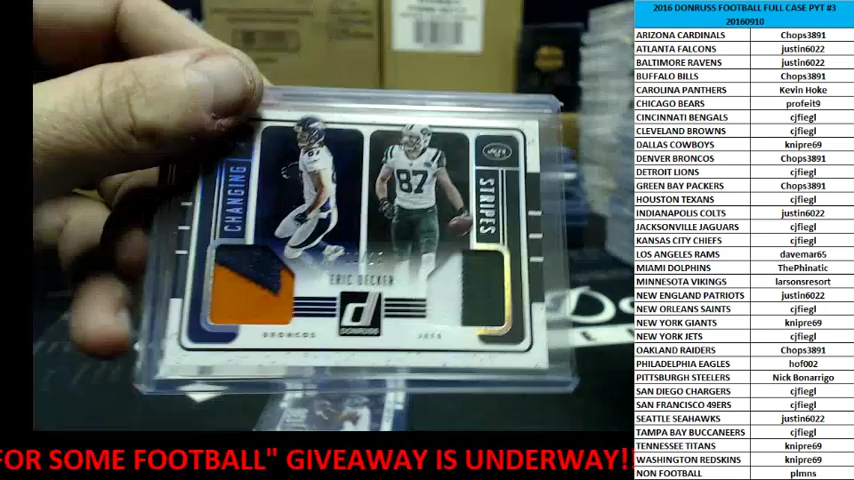 2016 DONRUSS FOOTBALL FULL CASE PYT #3
20160910
ARIZONA CARDINALS Chops3891
ATLANTA FALCONS justin6022
BALTIMORE RAVENS justin6022
BUFFALO BILLS Chops3891
CAROLINA PANTHERS Kevin Hoke
CHICAGO BEARS profeit9
CINCINNATI BENGALS cjfiegl
CLEVELAND BROWNS cjfiegl
DALLAS COWBOYS knipre69
DENVER BRONCOS Chops3891
DETROIT LIONS cjfiegl
GREEN BAY PACKERS Chops3891
HOUSTON TEXANS cjfiegl
INDIANAPOLIS COLTS justin6022
JACKSONVILLE JAGUARS cjfiegl
KANSAS CITY CHIEFS cjfiegl
LOS ANGELES RAMS davemar65
MIAMI DOLPHINS ThePhinatic
MINNESOTA VIKINGS larsonsresort
NEW ENGLAND PATRIOTS justin6022
NEW ORLEANS SAINTS cjfiegl
NEW YORK GIANTS knipre69
NEW YORK JETS cjfiegl
OAKLAND RAIDERS Chops3891
PHILADELPHIA EAGLES hof002
PITTSBURGH STEELERS Nick Bonarrigo
SAN DIEGO CHARGERS cjfiegl
SAN FRANCISCO 49ERS cjfiegl
SEATTLE SEAHAWKS justin6022
TAMPA BAY BUCCANEERS cjfiegl
TENNESSEE TITANS knipre69
WASHINGTON REDSKINS knipre69
NON FOOTBALL plmns
CHANGING
STRIPES
JETS
87
ERIC DECKER
DONRUSS
BRONCOS
JETS
FOR SOME FOOTBALL" GIVEAWAY IS UNDERWAY!!